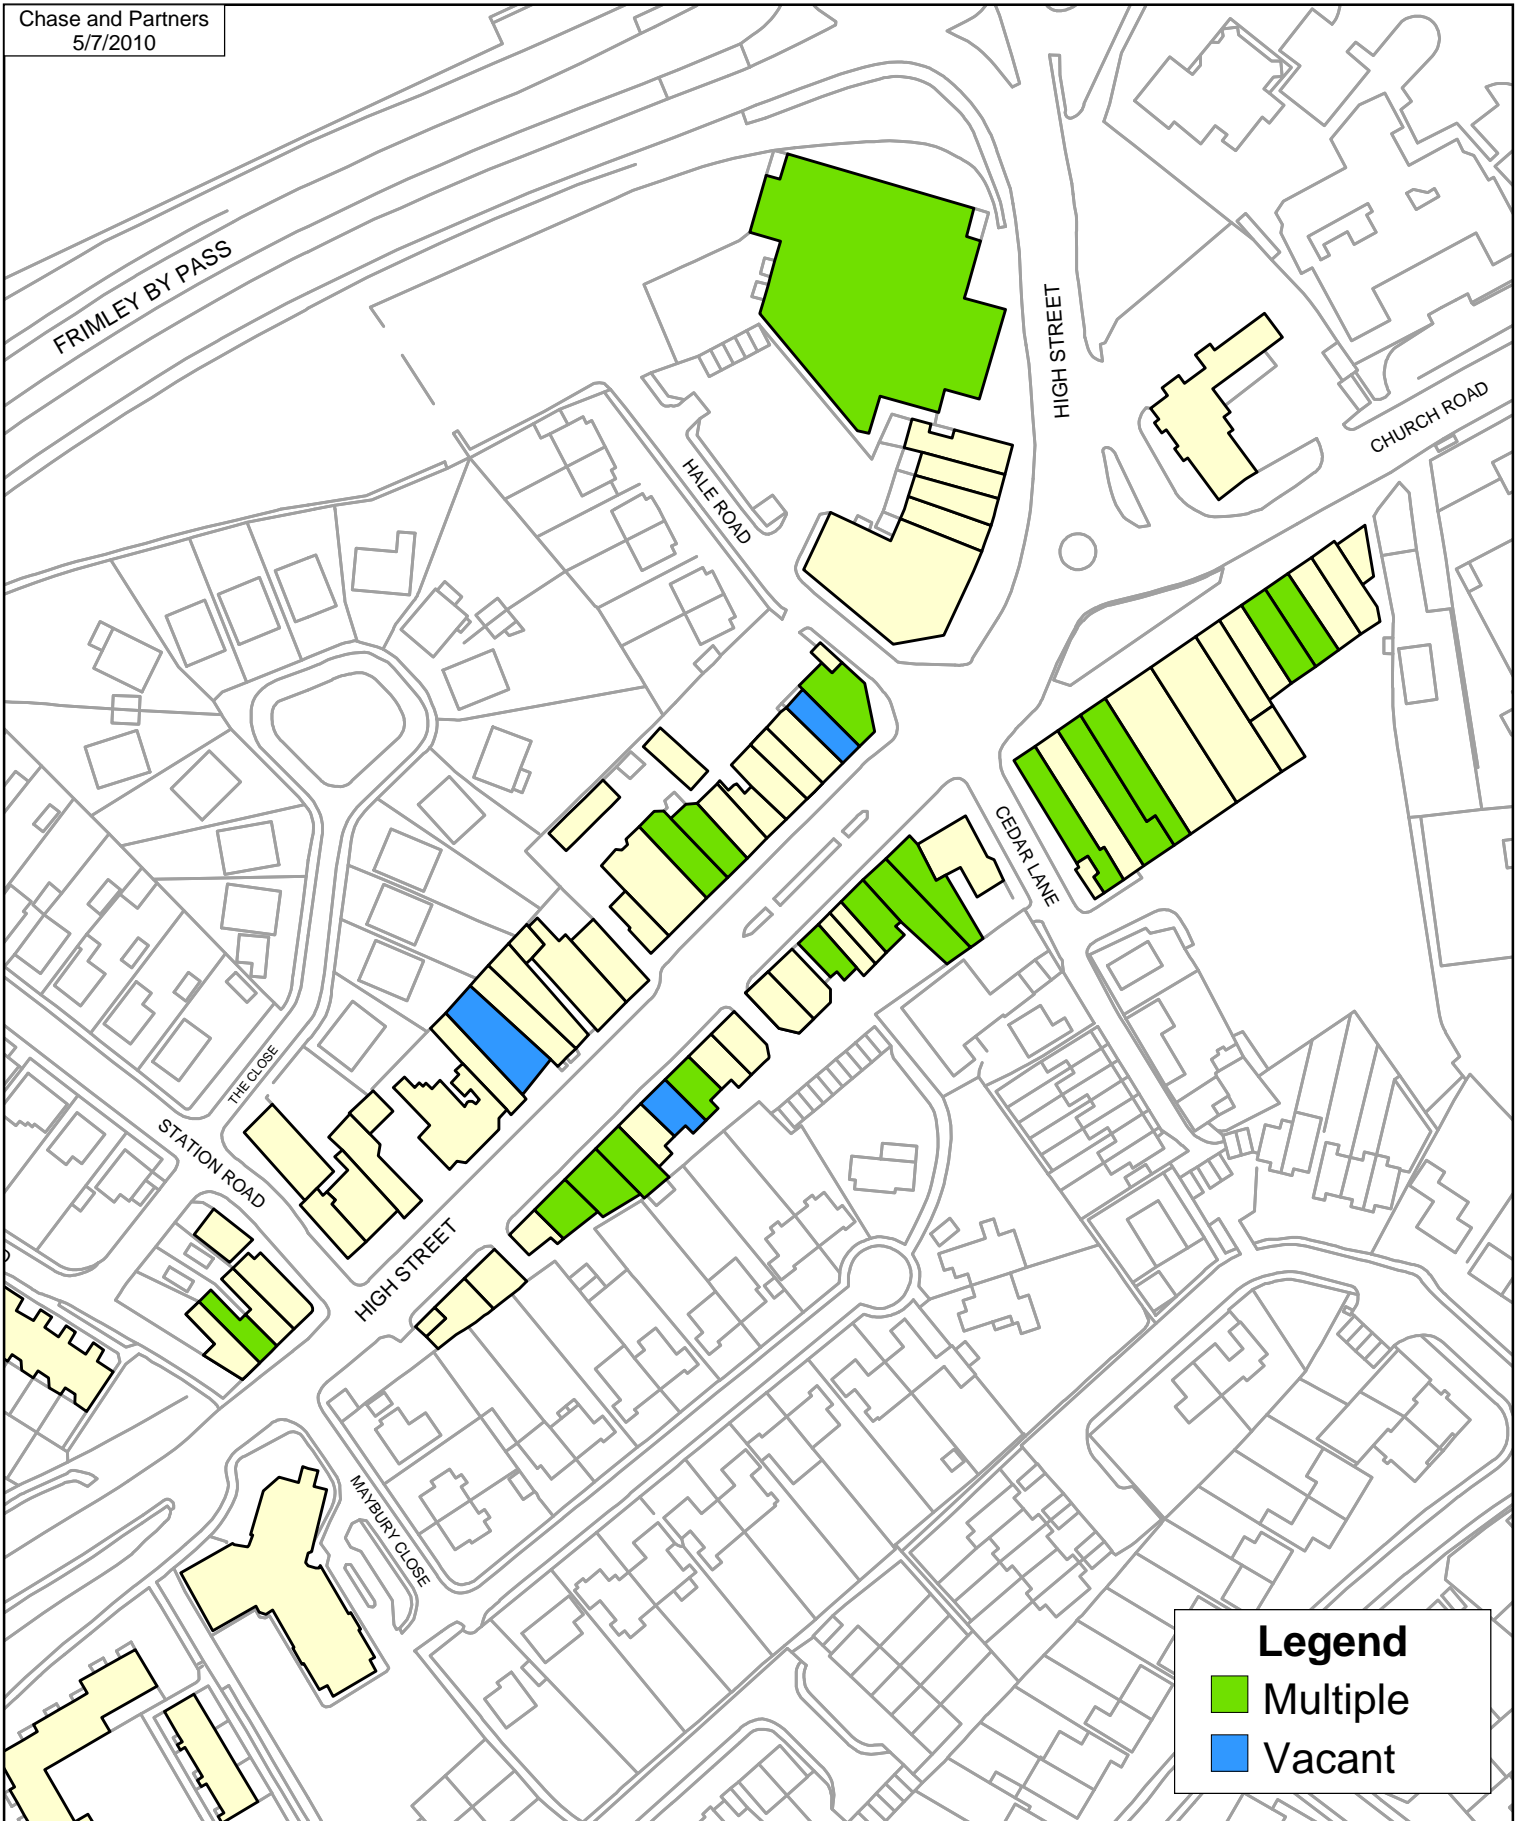 Chase and Partners
5/7/2010
FRIMLEY BY PASS
HIGH STREET
CHURCH ROAD
HALE ROAD
CEDAR LANE
THE CLOSE
STATION ROAD
HIGH STREET
MAYBURY CLOSE
Legend
Multiple
Vacant